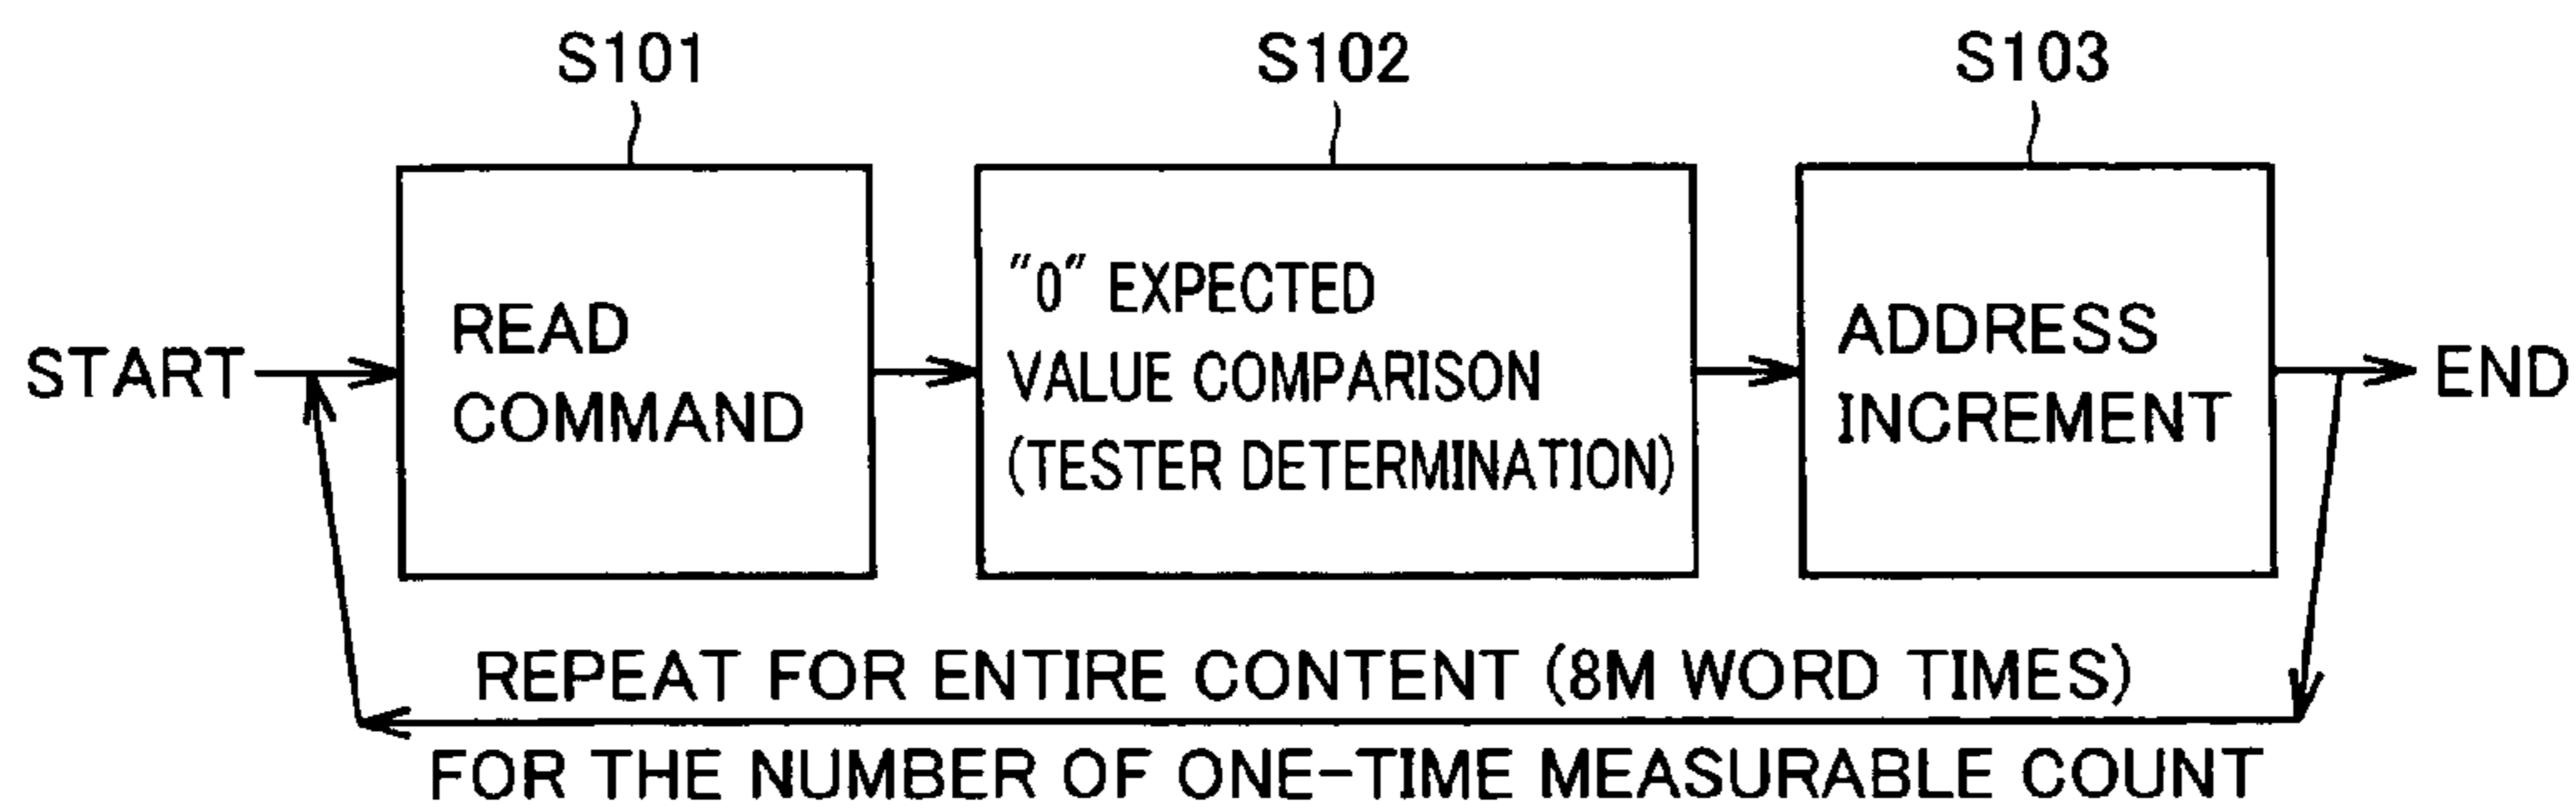 S101
S102
S103
START
READ
COMMAND
"0" EXPECTED
VALUE COMPARISON
(TESTER DETERMINATION)
ADDRESS
INCREMENT
END
REPEAT FOR ENTIRE CONTENT (8M WORD TIMES)
FOR THE NUMBER OF ONE-TIME MEASURABLE COUNT